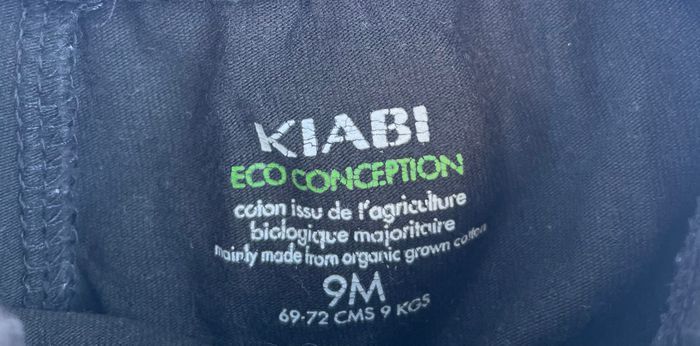 KIABI
ECO CONCEPTION
coton issu de l'agriculture
biologique majoritaire
mainly made from organic grown cotton
9M
69-72 CMS 9 KGS